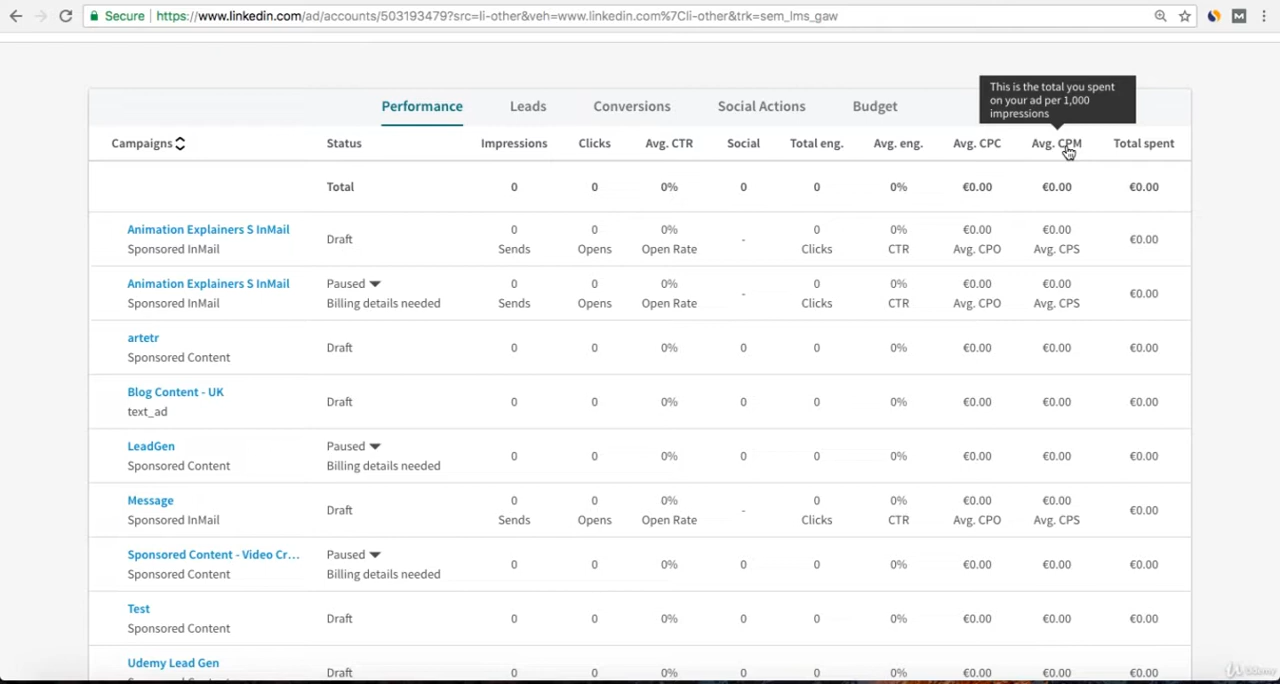 Secure https://www.linkedin.com/ad/accounts/503193479?src=li-other&veh=www.linkedin.com%7Cli-other&trk=sem_lms_gaw
Performance Leads Conversions Social Actions Budget
This is the total you spent
on your ad per 1,000
impressions
Campaigns Status Impressions Clicks Avg. CTR Social Total eng. Avg. eng. Avg. CPC Avg. CPM Total spent
Total 0 0 0% 0 0 0% €0.00 €0.00 €0.00
Animation Explainers S InMail 0 0 0% 0 0% €0.00 €0.00
Draft - €0.00
Sponsored InMail Sends Opens Open Rate Clicks CTR Avg. CPO Avg. CPS
Animation Explainers S InMail Paused 0 0 0% 0 0% €0.00 €0.00
- €0.00
Sponsored InMail Billing details needed Sends Opens Open Rate Clicks CTR Avg. CPO Avg. CPS
artetr
Draft 0 0 0% 0 0 0% €0.00 €0.00 €0.00
Sponsored Content
Blog Content - UK
Draft 0 0 0% 0 0 0% €0.00 €0.00 €0.00
text_ad
LeadGen Paused
0 0 0% 0 0 0% €0.00 €0.00 €0.00
Sponsored Content Billing details needed
Message 0 0 0% 0 0% €0.00 €0.00
Draft - €0.00
Sponsored InMail Sends Opens Open Rate Clicks CTR Avg. CPO Avg. CPS
Sponsored Content - Video Cr... Paused
0 0 0% 0 0 0% €0.00 €0.00 €0.00
Sponsored Content Billing details needed
Test
Draft 0 0 0% 0 0 0% €0.00 €0.00 €0.00
Sponsored Content
Udemy Lead Gen
Draft 0 0 0% 0 0 0% €0.00 €0.00 €0.00
Udemy